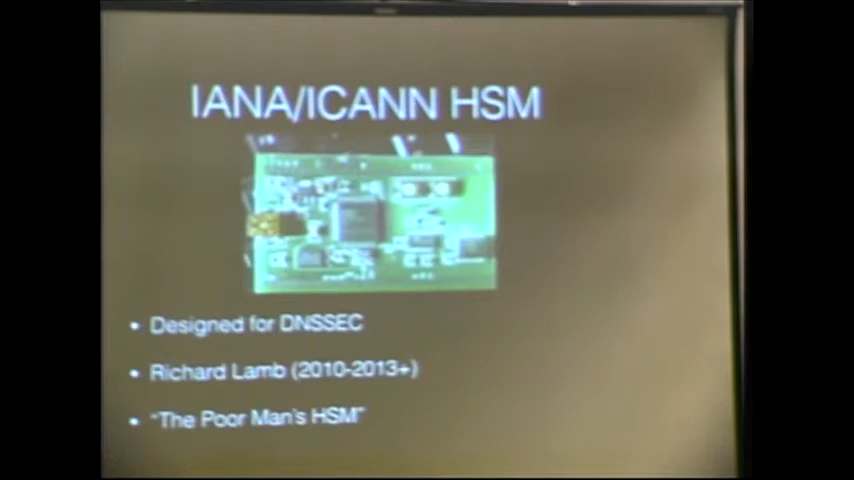 IANA/ICANN HSM
• Designed for DNSSEC
• Richard Lamb (2010-2013+)
• "The Poor Man's HSM"